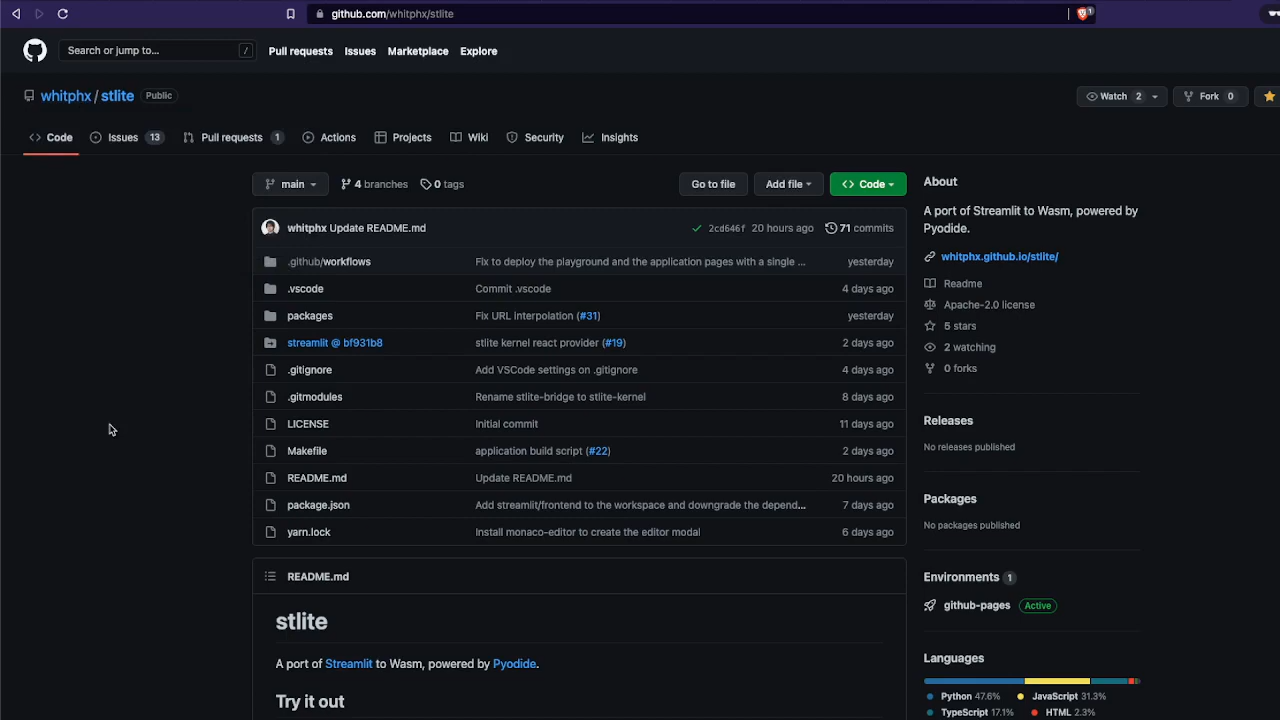 github.com/whitphx/stlite
1
Search or jump to...
/
Pull requests
Issues
Marketplace
Explore
whitphx / stlite
Public
Watch 2
Fork 0
Code
Issues 13
Pull requests 1
Actions
Projects
Wiki
Security
Insights
main
4 branches
0 tags
Go to file
Add file
Code
whitphx Update README.md
2cd646f 20 hours ago
71 commits
.github/workflows
Fix to deploy the playground and the application pages with a single ...
yesterday
.vscode
Commit .vscode
4 days ago
packages
Fix URL interpolation (#31)
yesterday
streamlit @ bf931b8
stlite kernel react provider (#19)
2 days ago
.gitignore
Add VSCode settings on .gitignore
4 days ago
.gitmodules
Rename stlite-bridge to stlite-kernel
8 days ago
LICENSE
Initial commit
11 days ago
Makefile
application build script (#22)
2 days ago
README.md
Update README.md
20 hours ago
package.json
Add streamlit/frontend to the workspace and downgrade the depend...
7 days ago
yarn.lock
Install monaco-editor to create the editor modal
6 days ago
README.md
stlite
A port of Streamlit to Wasm, powered by Pyodide.
Try it out
About
A port of Streamlit to Wasm, powered by
Pyodide.
whitphx.github.io/stlite/
Readme
Apache-2.0 license
5 stars
2 watching
0 forks
Releases
No releases published
Packages
No packages published
Environments 1
github-pages Active
Languages
Python 47.6%
JavaScript 31.3%
TypeScript 17.1%
HTML 2.3%